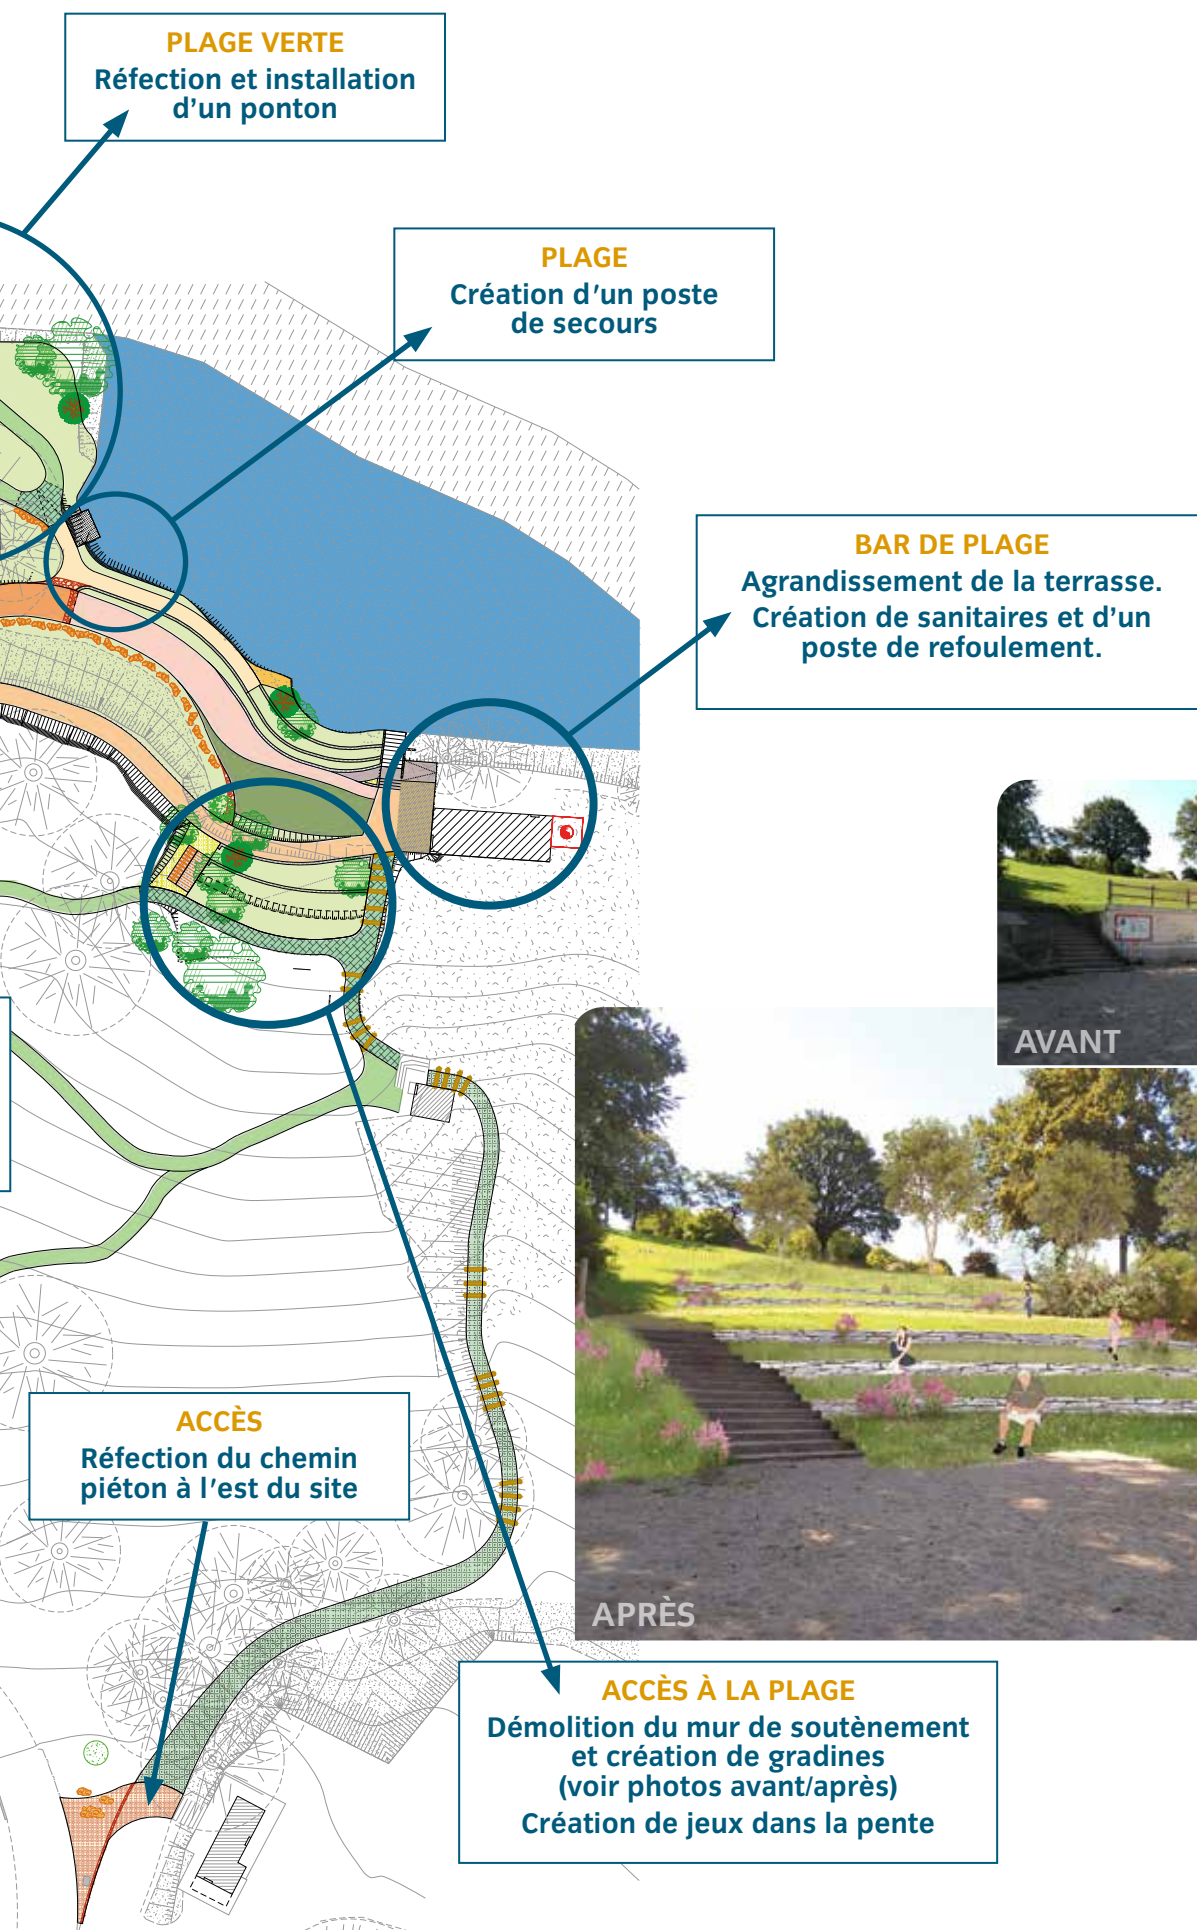 PLAGE VERTE
Réfection et installation
d'un ponton
PLAGE
Création d'un poste
de secours
BAR DE PLAGE
Agrandissement de la terrasse.
Création de sanitaires et d'un
poste de refoulement.
AVANT
APRÈS
ACCÈS
Réfection du chemin
piéton à l'est du site
ACCÈS À LA PLAGE
Démolition du mur de soutènement
et création de gradines
(voir photos avant/après)
Création de jeux dans la pente